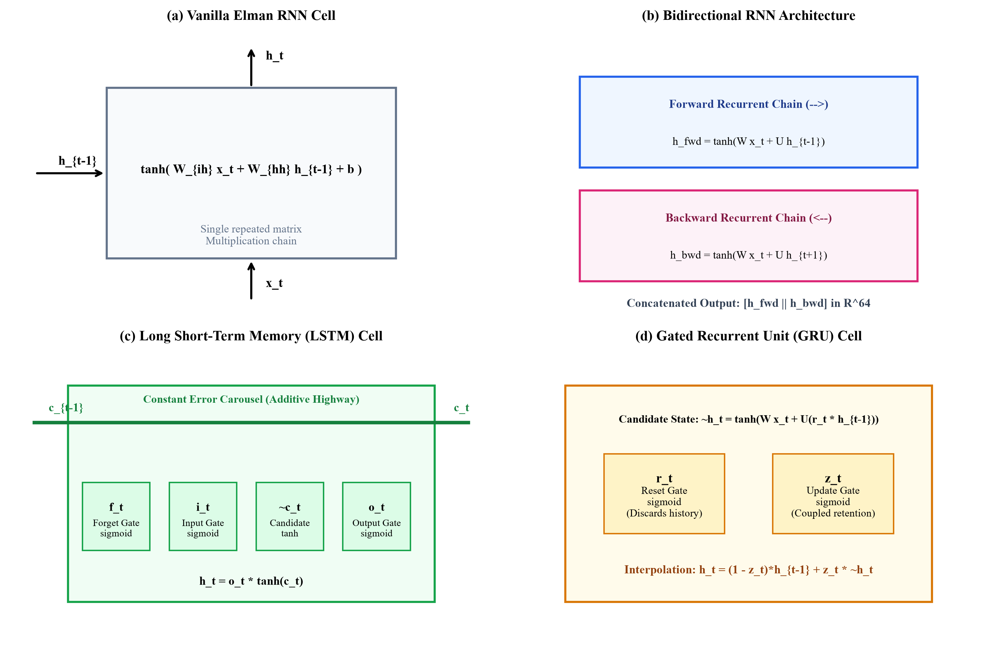 (a) Vanilla Elman RNN Cell
h_t
h_{t-1}
tanh( W_{ih} x_t + W_{hh} h_{t-1} + b )
Single repeated matrix
Multiplication chain
x_t
(b) Bidirectional RNN Architecture
Forward Recurrent Chain (-->)
h_fwd = tanh(W x_t + U h_{t-1})
Backward Recurrent Chain (<--)
h_bwd = tanh(W x_t + U h_{t+1})
Concatenated Output: [h_fwd || h_bwd] in R^64
(c) Long Short-Term Memory (LSTM) Cell
Constant Error Carousel (Additive Highway)
c_{t-1}
c_t
f_t
Forget Gate
sigmoid
i_t
Input Gate
sigmoid
~c_t
Candidate
tanh
o_t
Output Gate
sigmoid
h_t = o_t * tanh(c_t)
(d) Gated Recurrent Unit (GRU) Cell
Candidate State: ~h_t = tanh(W x_t + U(r_t * h_{t-1}))
r_t
Reset Gate
sigmoid
(Discards history)
z_t
Update Gate
sigmoid
(Coupled retention)
Interpolation: h_t = (1 - z_t)*h_{t-1} + z_t * ~h_t